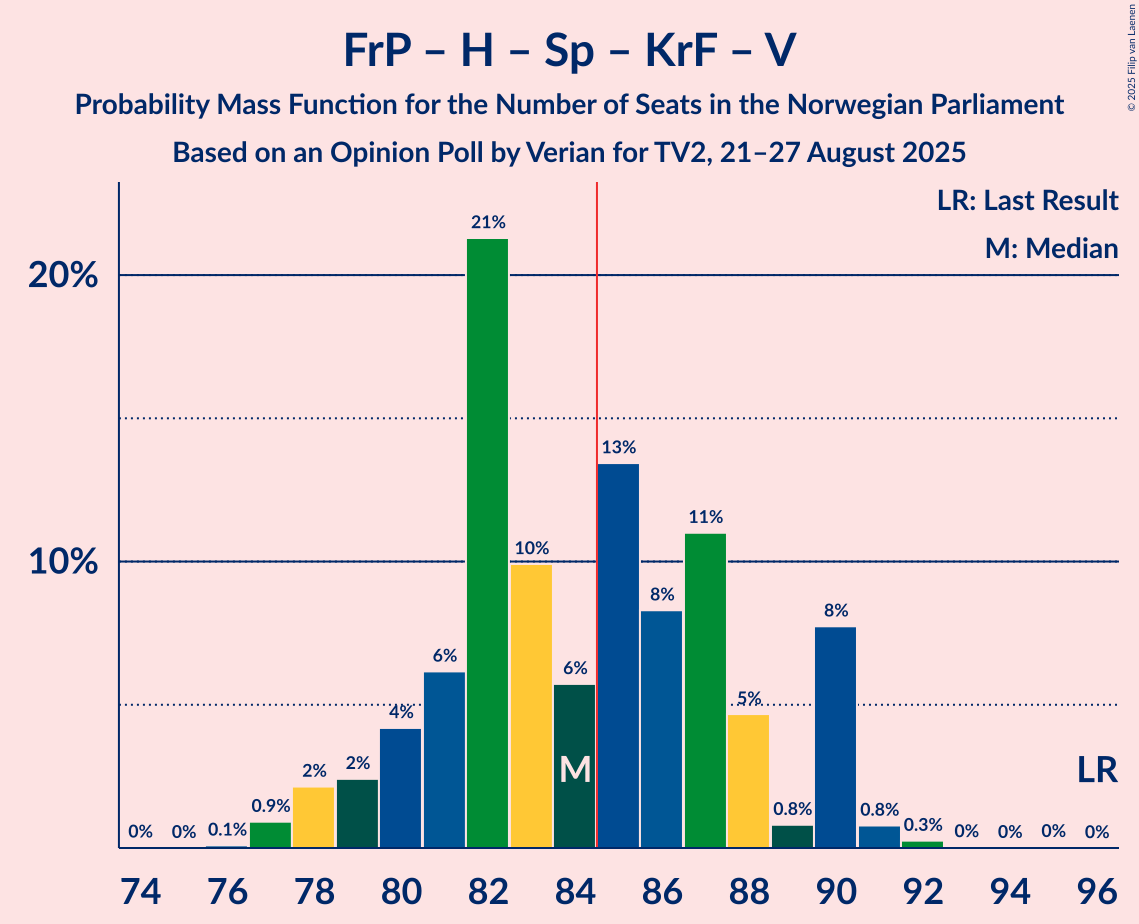 FrP – H – Sp – KrF – V
Probability Mass Function for the Number of Seats in the Norwegian Parliament
Based on an Opinion Poll by Verian for TV2, 21–27 August 2025
© 2025 Filip van Laenen
LR: Last Result
M: Median
20%
10%
0%
0%
0.1%
0.9%
2%
2%
4%
6%
21%
10%
6%
13%
8%
11%
5%
0.8%
8%
0.8%
0.3%
0%
0%
0%
0%
M
LR
74 76 78 80 82 84 86 88 90 92 94 96